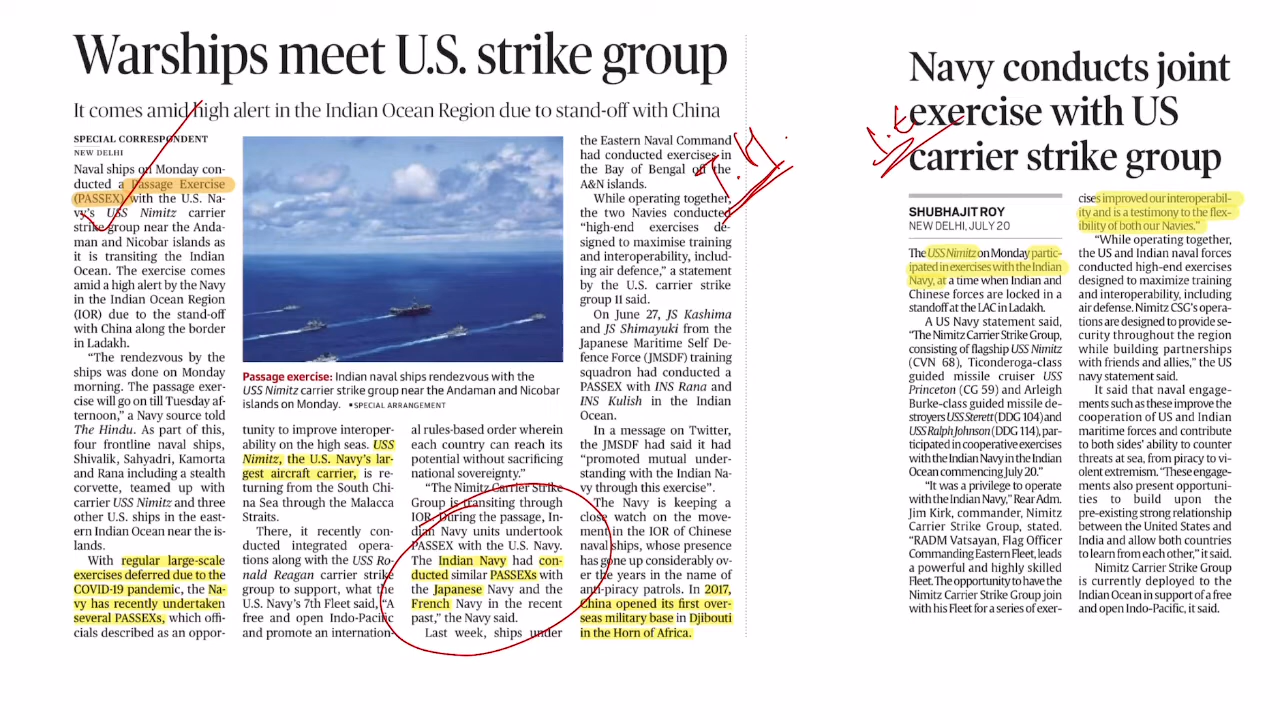 Warships meet U.S. strike group
It comes amid high alert in the Indian Ocean Region due to stand-off with China
SPECIAL CORRESPONDENT
NEW DELHI
Naval ships on Monday con-
ducted a Passage Exercise
(PASSEX) with the U.S. Na-
vy's USS Nimitz carrier
strike group near the Anda-
man and Nicobar islands as
it is transiting the Indian
Ocean. The exercise comes
amid a high alert by the Navy
in the Indian Ocean Region
(IOR) due to the stand-off
with China along the border
in Ladakh.
"The rendezvous by the
ships was done on Monday
morning. The passage exer-
cise will go on till Tuesday af-
ternoon," a Navy source told
The Hindu. As part of this,
four frontline naval ships,
Shivalik, Sahyadri, Kamorta
and Rana including a stealth
corvette, teamed up with
carrier USS Nimitz and three
other U.S. ships in the east-
ern Indian Ocean near the is-
lands.
With regular large-scale
exercises deferred due to the
COVID-19 pandemic, the Na-
vy has recently undertaken
several PASSEXs, which offi-
cials described as an oppor-
Passage exercise: Indian naval ships rendezvous with the
USS Nimitz carrier strike group near the Andaman and Nicobar
islands on Monday. ▪SPECIAL ARRANGEMENT
tunity to improve interoper-
ability on the high seas. USS
Nimitz, the U.S. Navy's lar-
gest aircraft carrier, is re-
turning from the South Chi-
na Sea through the Malacca
Straits.
There, it recently con-
ducted integrated opera-
tions along with the USS Ro-
nald Reagan carrier strike
group to support, what the
U.S. Navy's 7th Fleet said, "A
free and open Indo-Pacific
and promote an internation-
al rules-based order wherein
each country can reach its
potential without sacrificing
national sovereignty."
"The Nimitz Carrier Strike
Group is transiting through
IOR. During the passage, In-
dian Navy units undertook
PASSEX with the U.S. Navy.
The Indian Navy had con-
ducted similar PASSEXs with
the Japanese Navy and the
French Navy in the recent
past," the Navy said.
Last week, ships under
the Eastern Naval Command
had conducted exercises in
the Bay of Bengal off the
A&N islands.
While operating together,
the two Navies conducted
"high-end exercises de-
signed to maximise training
and interoperability, includ-
ing air defence," a statement
by the U.S. carrier strike
group II said.
On June 27, JS Kashima
and JS Shimayuki from the
Japanese Maritime Self De-
fence Force (JMSDF) training
squadron had conducted a
PASSEX with INS Rana and
INS Kulish in the Indian
Ocean.
In a message on Twitter,
the JMSDF had said it had
"promoted mutual under-
standing with the Indian Na-
vy through this exercise".
The Navy is keeping a
close watch on the move-
ment in the IOR of Chinese
naval ships, whose presence
has gone up considerably ov-
er the years in the name of
anti-piracy patrols. In 2017,
China opened its first over-
seas military base in Djibouti
in the Horn of Africa.
T.H.
I.E
Navy conducts joint
exercise with US
carrier strike group
SHUBHAJIT ROY
NEW DELHI, JULY 20
The USS Nimitz on Monday partic-
ipated in exercises with the Indian
Navy, at a time when Indian and
Chinese forces are locked in a
standoff at the LAC in Ladakh.
A US Navy statement said,
"The Nimitz Carrier Strike Group,
consisting of flagship USS Nimitz
(CVN 68), Ticonderoga-class
guided missile cruiser USS
Princeton (CG 59) and Arleigh
Burke-class guided missile de-
stroyers USS Sterett (DDG 104) and
USS Ralph Johnson (DDG 114), par-
ticipated in cooperative exercises
with the Indian Navy in the Indian
Ocean commencing July 20."
"It was a privilege to operate
with the Indian Navy," Rear Adm.
Jim Kirk, commander, Nimitz
Carrier Strike Group, stated.
"RADM Vatsayan, Flag Officer
Commanding Eastern Fleet, leads
a powerful and highly skilled
Fleet. The opportunity to have the
Nimitz Carrier Strike Group join
with his Fleet for a series of exer-
cises improved our interoperabil-
ity and is a testimony to the flex-
ibility of both our Navies."
"While operating together,
the US and Indian naval forces
conducted high-end exercises
designed to maximize training
and interoperability, including
air defense. Nimitz CSG's opera-
tions are designed to provide se-
curity throughout the region
while building partnerships
with friends and allies," the US
navy statement said.
It said that naval engage-
ments such as these improve the
cooperation of US and Indian
maritime forces and contribute
to both sides' ability to counter
threats at sea, from piracy to vi-
olent extremism. "These engage-
ments also present opportuni-
ties to build upon the
pre-existing strong relationship
between the United States and
India and allow both countries
to learn from each other," it said.
Nimitz Carrier Strike Group
is currently deployed to the
Indian Ocean in support of a free
and open Indo-Pacific, it said.